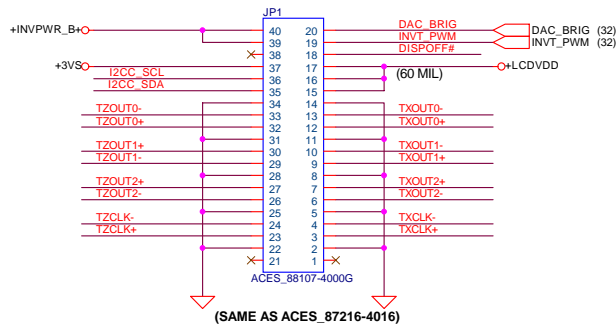 JP1
+INVPWR_B+ 40 20 DAC_BRIG DAC_BRIG (32)
39 19 INVT_PWM INVT_PWM (32)
38 18 DISPOFF#
+3VS 37 17 +LCDVDD
I2CC_SCL 36 16 (60 MIL)
I2CC_SDA 35 15
34 14
TZOUT0- 33 13 TXOUT0-
TZOUT0+ 32 12 TXOUT0+
31 11
TZOUT1+ 30 10 TXOUT1-
TZOUT1- 29 9 TXOUT1+
28 8
TZOUT2+ 27 7 TXOUT2+
TZOUT2- 26 6 TXOUT2-
25 5
TZCLK- 24 4 TXCLK-
TZCLK+ 23 3 TXCLK+
22 2
21 1
ACES_88107-4000G
(SAME AS ACES_87216-4016)